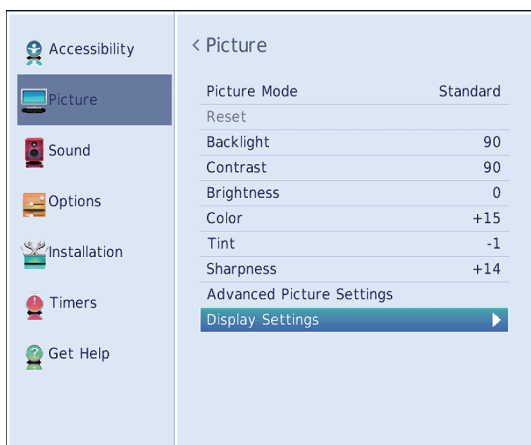 Accessibility
Picture
Sound
Options
Installation
Timers
Get Help
< Picture
Picture Mode Standard
Reset
Backlight 90
Contrast 90
Brightness 0
Color +15
Tint -1
Sharpness +14
Advanced Picture Settings
Display Settings